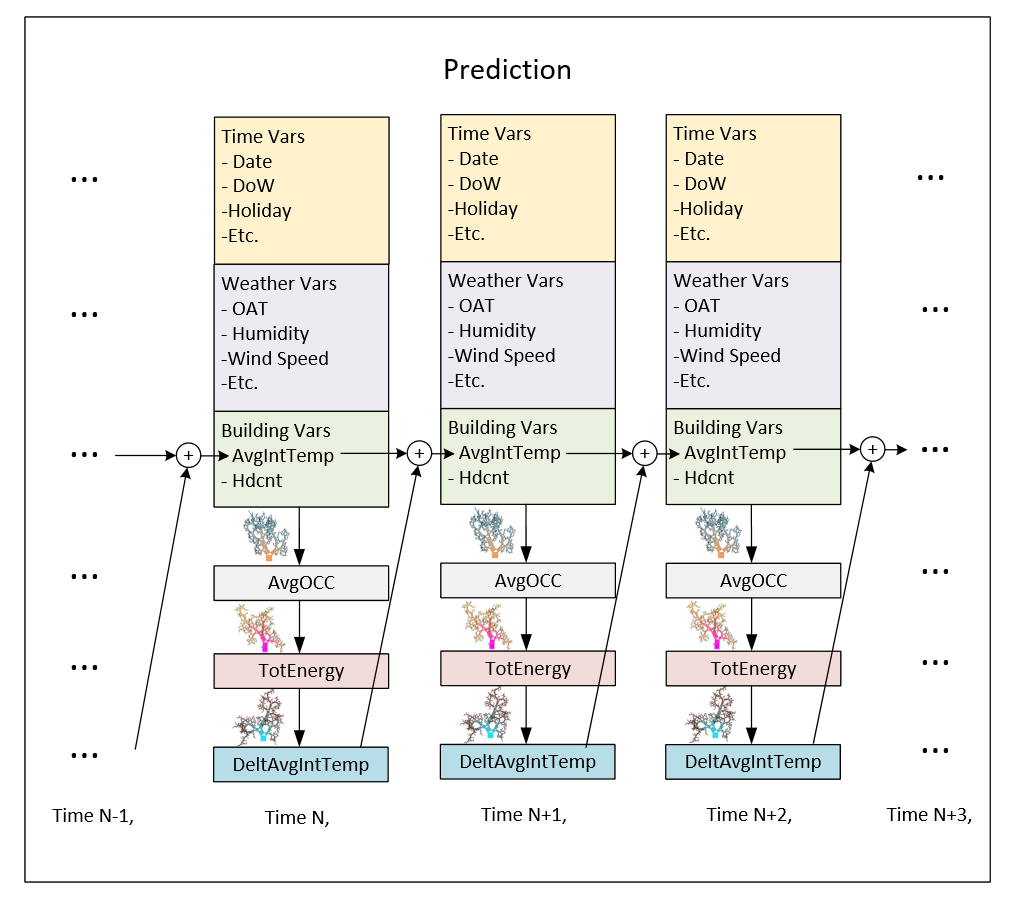 Prediction
...
Time Vars
- Date
- DoW
-Holiday
-Etc.
Weather Vars
- OAT
- Humidity
-Wind Speed
-Etc.
Building Vars
AvgIntTemp
- Hdcnt
AvgOCC
TotEnergy
DeltAvgIntTemp
Time Vars
- Date
- DoW
-Holiday
-Etc.
Weather Vars
- OAT
- Humidity
-Wind Speed
-Etc.
Building Vars
AvgIntTemp
- Hdcnt
AvgOCC
TotEnergy
DeltAvgIntTemp
Time Vars
- Date
- DoW
-Holiday
-Etc.
Weather Vars
- OAT
- Humidity
-Wind Speed
-Etc.
Building Vars
AvgIntTemp
- Hdcnt
AvgOCC
TotEnergy
DeltAvgIntTemp
...
+
+
+
+
Time N-1,
Time N,
Time N+1,
Time N+2,
Time N+3,